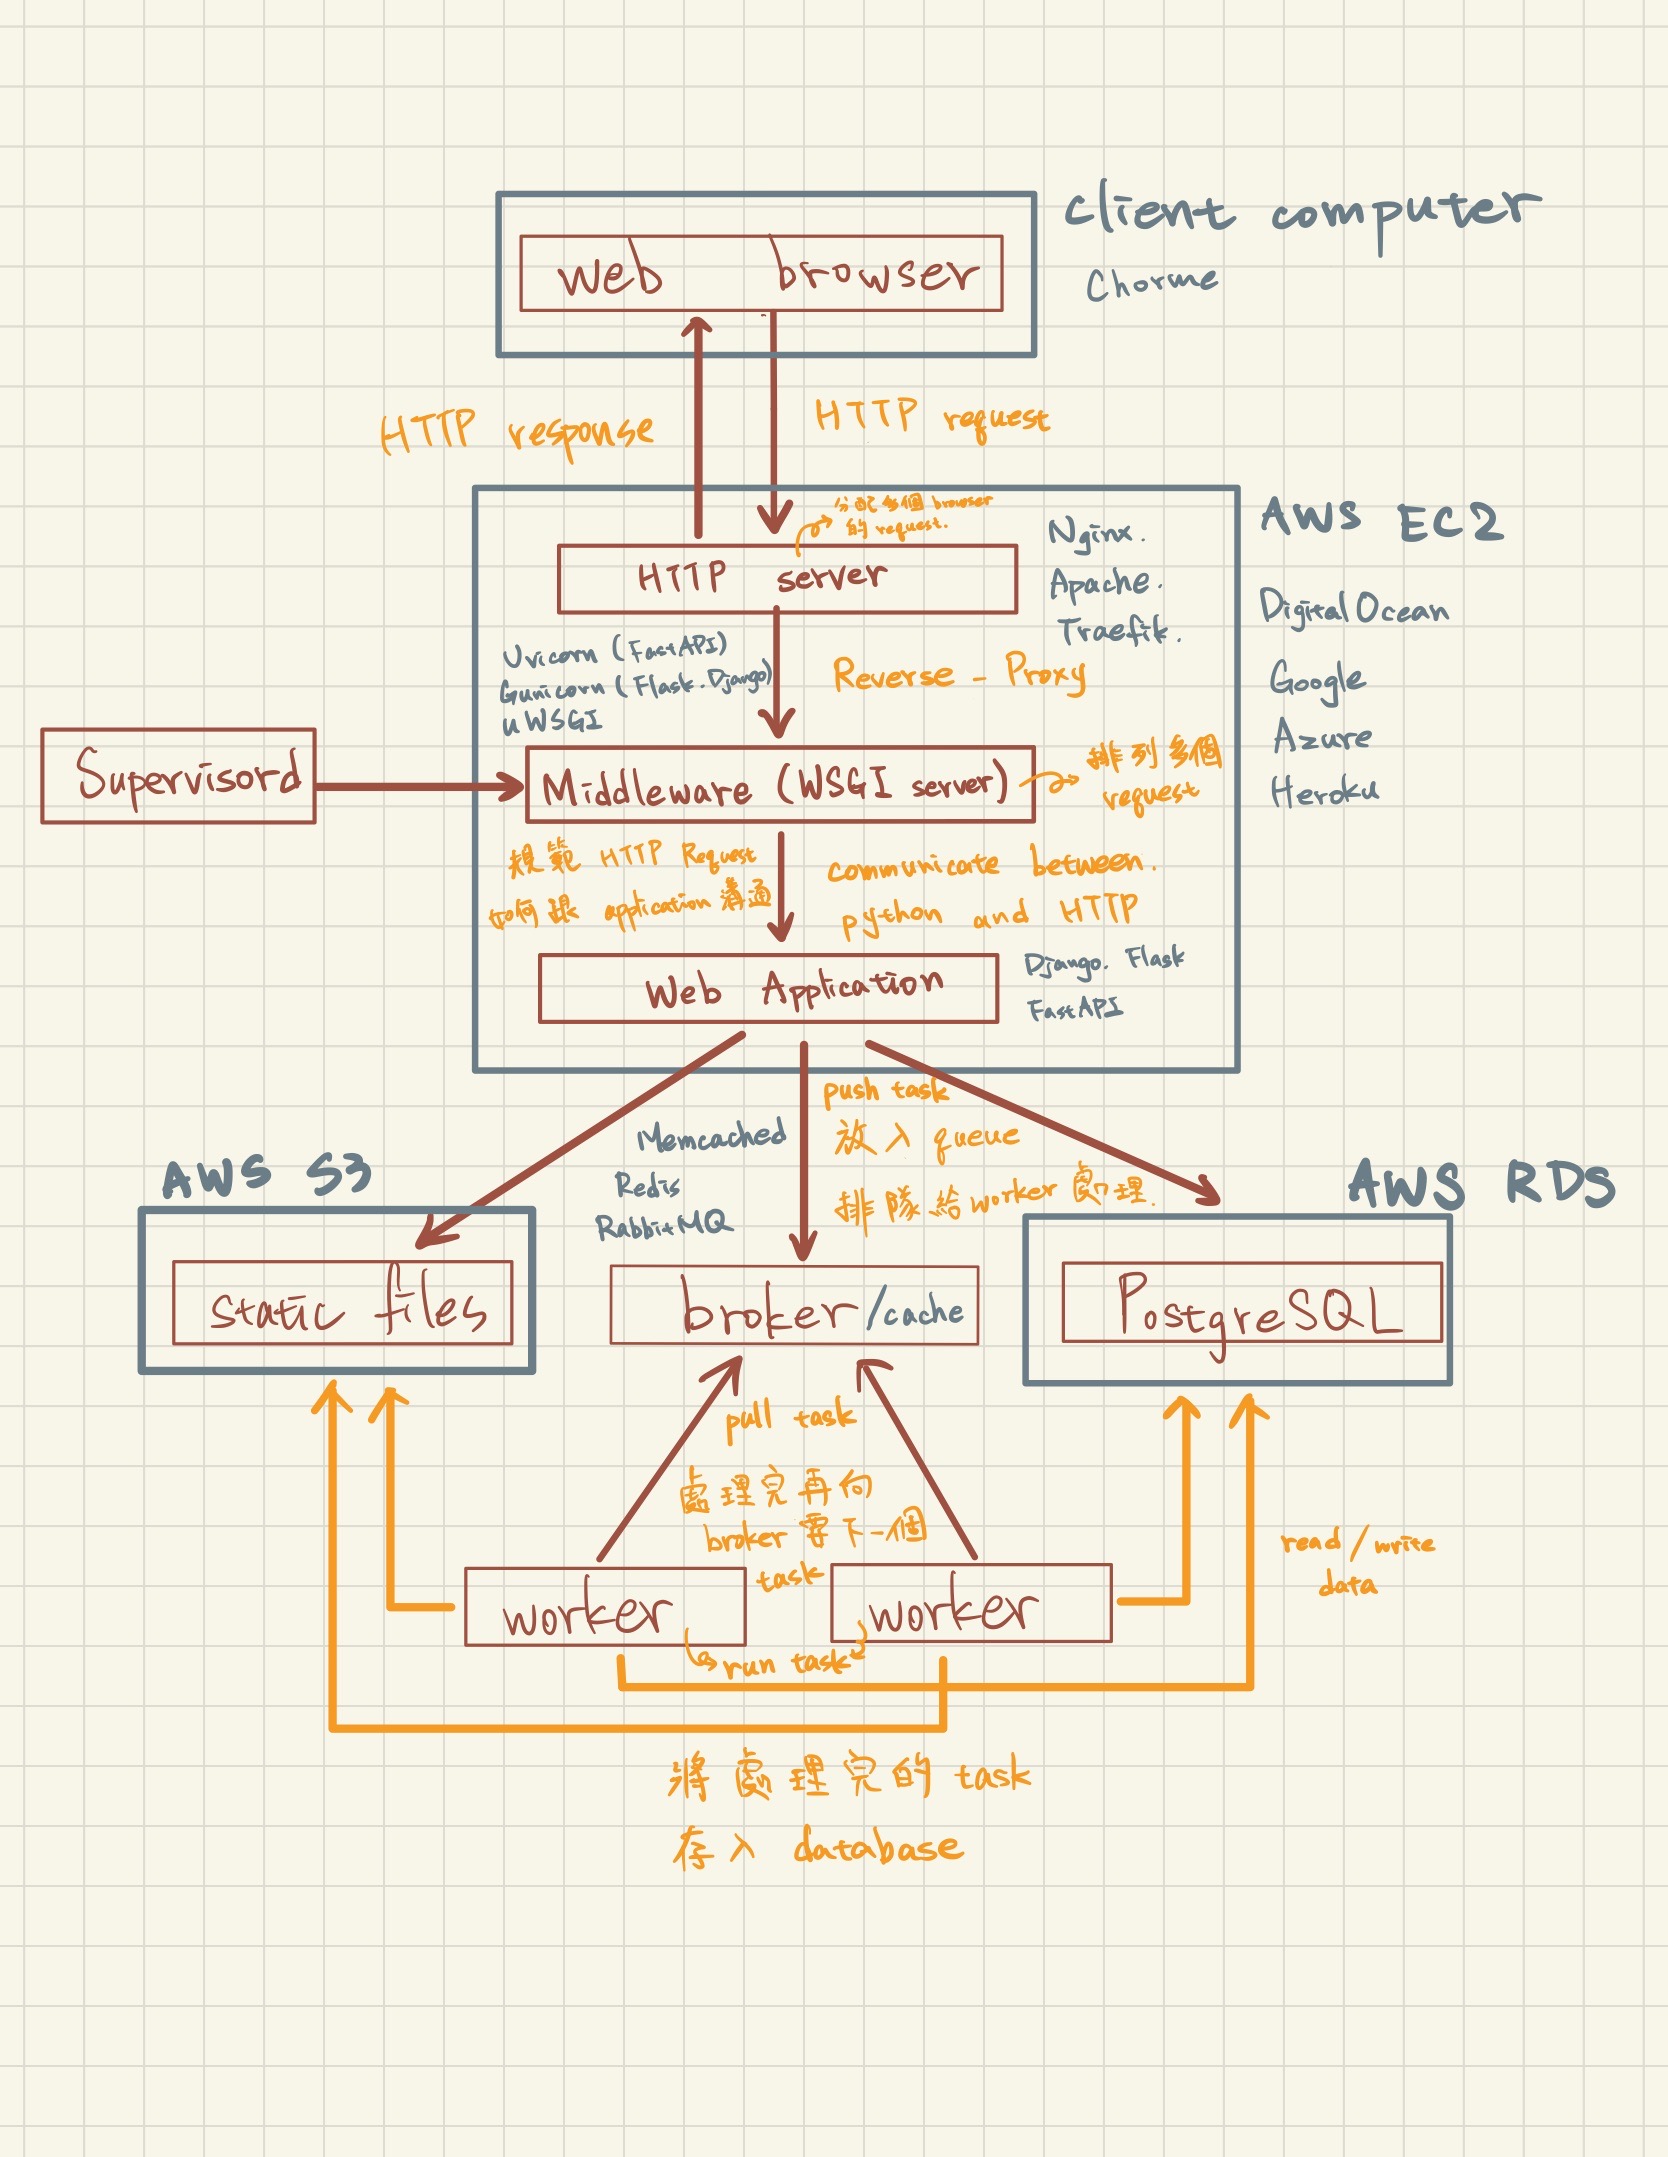 client computer
Chorme
web browser
HTTP response
HTTP request
AWS EC2
DigitalOcean
Google
Azure
Heroku
分配多個 browser
的 request.
HTTP server
Nginx.
Apache.
Traefik.
Uvicorn (FastAPI)
Gunicorn (Flask.Django)
uWSGI
Reverse - Proxy
Supervisord
Middleware (WSGI server)
排列多個
request
規範 HTTP Request
如何跟 application 溝通
communicate between.
python and HTTP
Web Application
Django. Flask
FastAPI
push task
放入 queue
排隊給 worker 處理.
Memcached
Redis
RabbitMQ
AWS S3
static files
broker/cache
AWS RDS
PostgreSQL
pull task
處理完再向
broker 要下一個
task
worker
worker
run task
read/write
data
將處理完的 task
存入 database